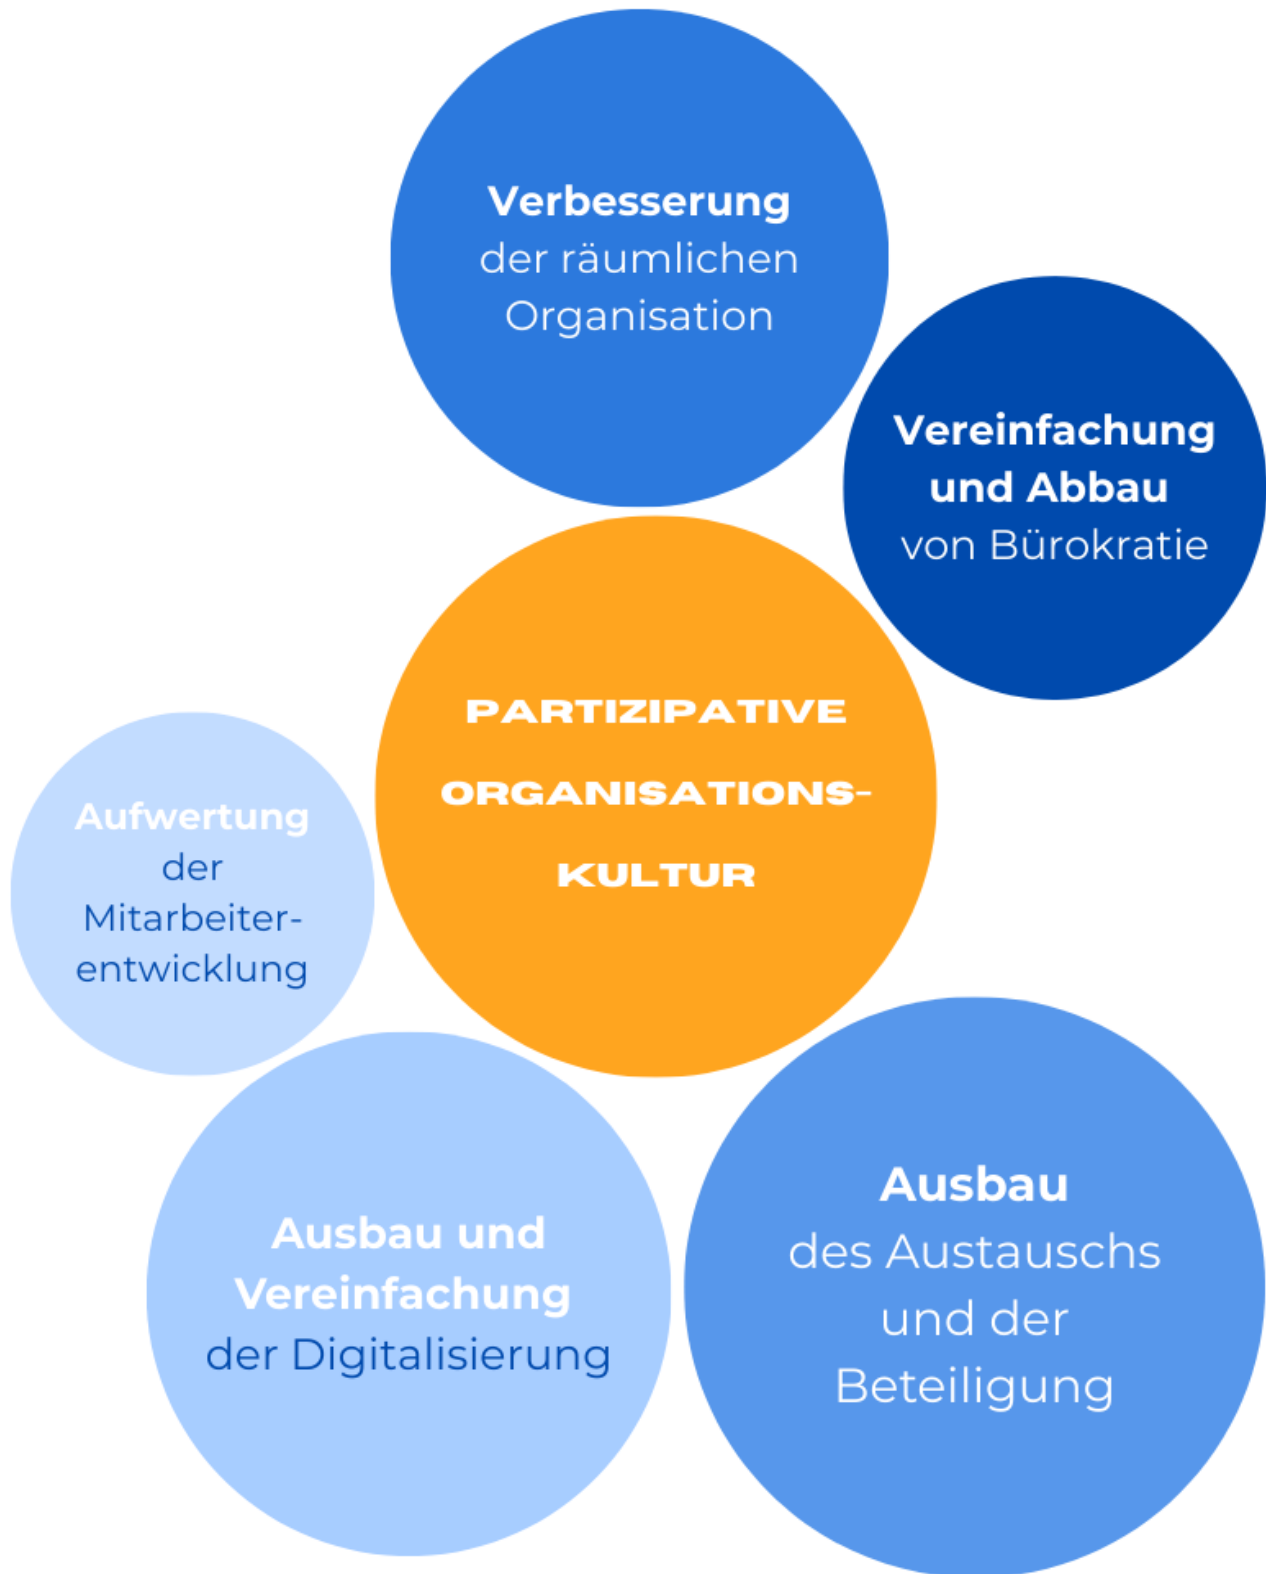 Verbesserung
der räumlichen
Organisation
Vereinfachung
und Abbau
von Bürokratie
PARTIZIPATIVE
ORGANISATIONS-
KULTUR
Aufwertung
der
Mitarbeiter-
entwicklung
Ausbau und
Vereinfachung
der Digitalisierung
Ausbau
des Austauschs
und der
Beteiligung